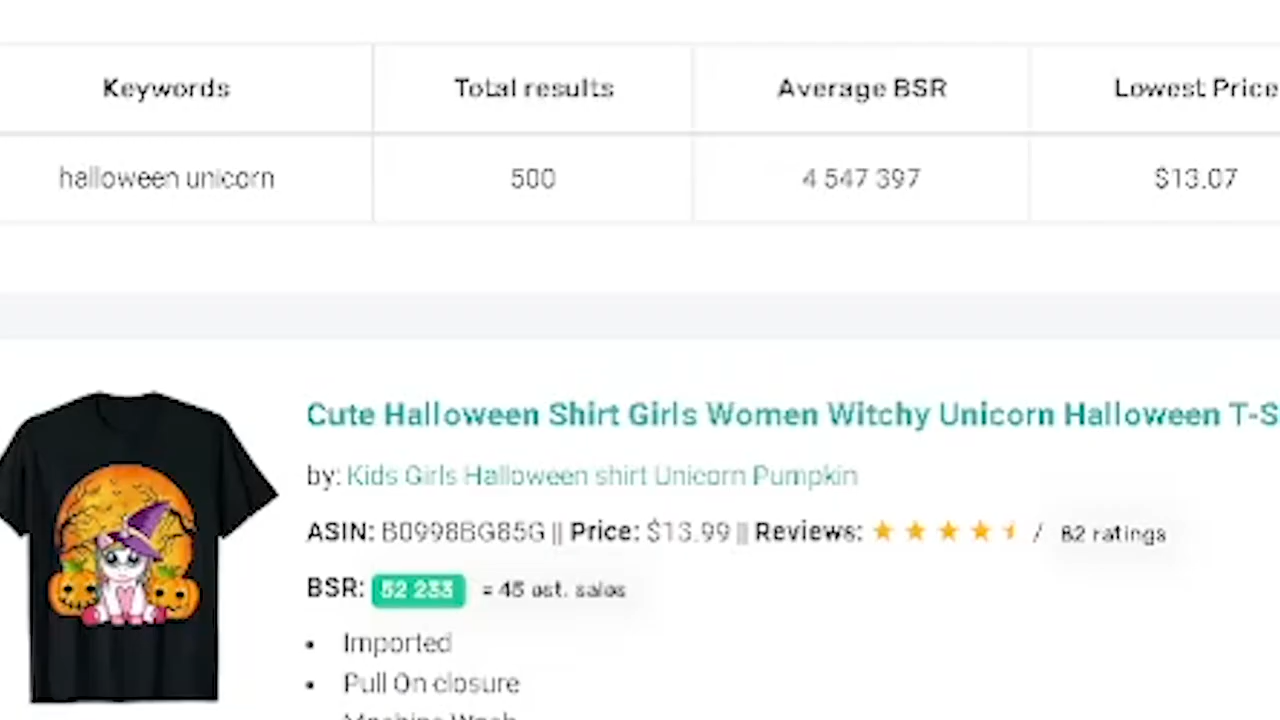 Keywords Total results Average BSR Lowest Price
halloween unicorn 500 4 547 397 $13.07
Cute Halloween Shirt Girls Women Witchy Unicorn Halloween T-S
by: Kids Girls Halloween shirt Unicorn Pumpkin
ASIN: B0998BG85G || Price: $13.99 || Reviews: / 82 ratings
BSR: 52 233 = 45 est. sales
• Imported
• Pull On closure
Machine Wash